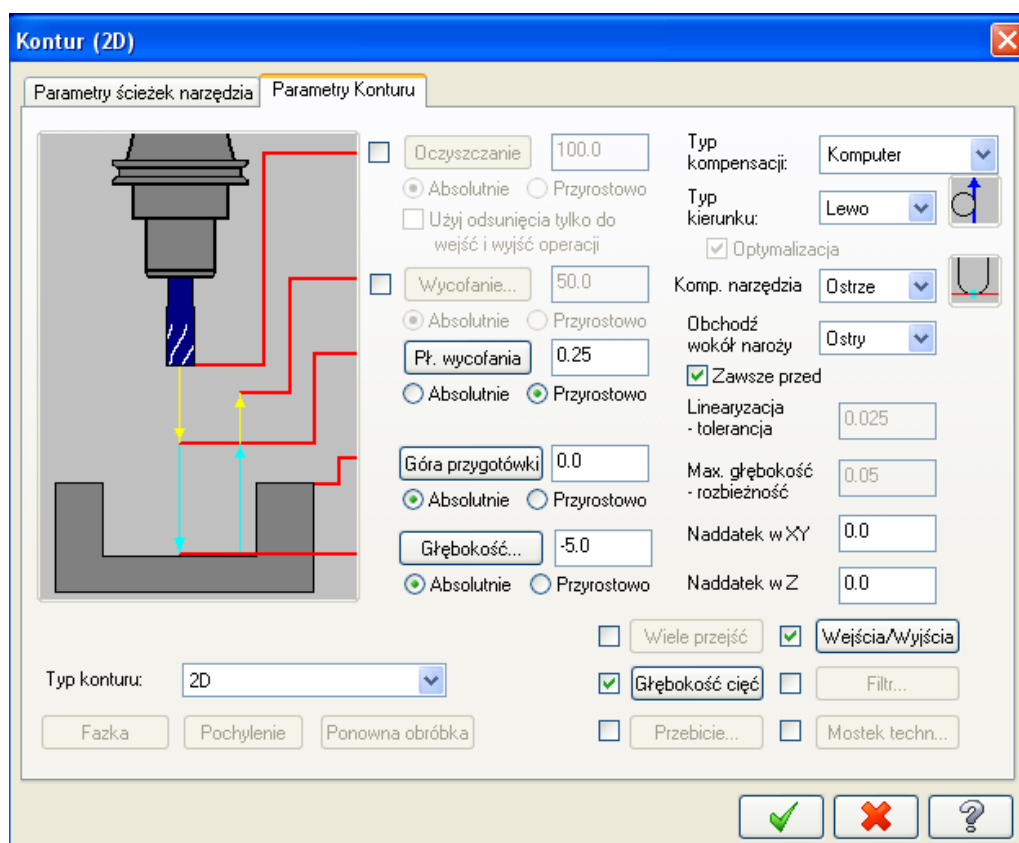 Kontur (2D)
Parametry ścieżek narzędzia
Parametry Konturu
Oczyszczanie
100.0
Absolutnie
Przyrostowo
Użyj odsunięcia tylko do
wejść i wyjść operacji
Wycofanie...
50.0
Absolutnie
Przyrostowo
Pł. wycofania
0.25
Absolutnie
Przyrostowo
Góra przygotówki
0.0
Absolutnie
Przyrostowo
Głębokość...
-5.0
Absolutnie
Przyrostowo
Typ
kompensacji:
Komputer
Typ
kierunku:
Lewo
Optymalizacja
Komp. narzędzia
Ostrze
Obchodź
wokół naroży
Ostry
Zawsze przed
Linearyzacja
- tolerancja
0.025
Max. głębokość
- rozbieżność
0.05
Naddatek w XY
0.0
Naddatek w Z
0.0
Wiele przejść
Wejścia/Wyjścia
Typ konturu:
2D
Głębokość cięć
Filtr...
Fazka
Pochylenie
Ponowna obróbka
Przebicie...
Mostek techn...